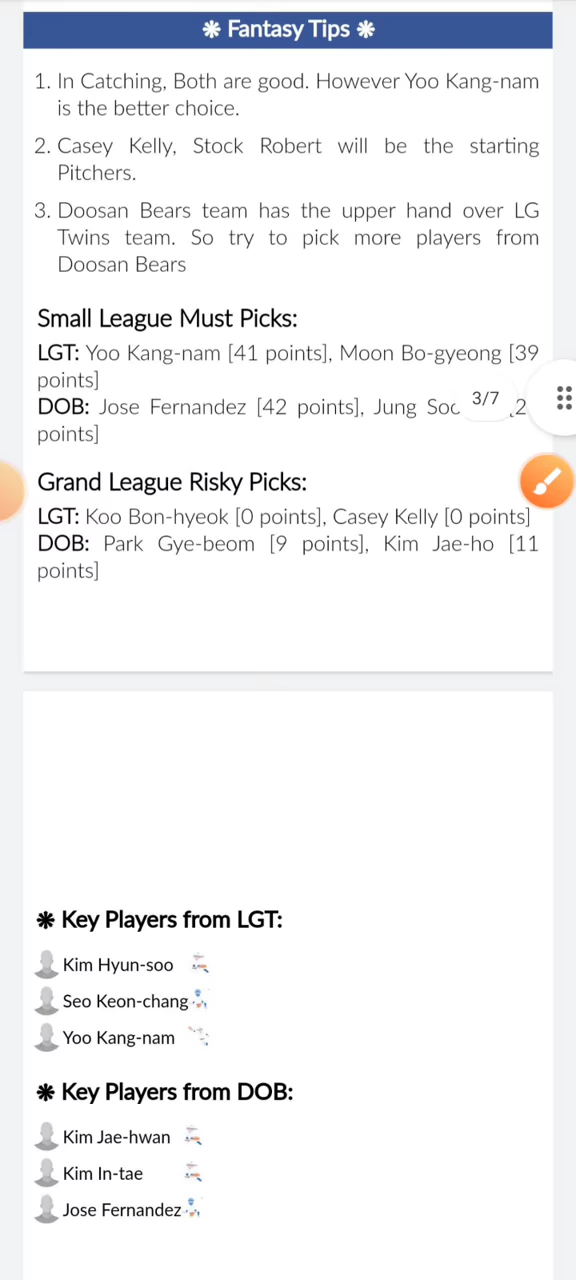 ❋ Fantasy Tips ❋
1. In Catching, Both are good. However Yoo Kang-nam
is the better choice.
2. Casey Kelly, Stock Robert will be the starting
Pitchers.
3. Doosan Bears team has the upper hand over LG
Twins team. So try to pick more players from
Doosan Bears
Small League Must Picks:
LGT: Yoo Kang-nam [41 points], Moon Bo-gyeong [39
points]
DOB: Jose Fernandez [42 points], Jung
points]
3/7
Grand League Risky Picks:
LGT: Koo Bon-hyeok [0 points], Casey Kelly [0 points]
DOB: Park Gye-beom [9 points], Kim Jae-ho [11
points]
❋ Key Players from LGT:
Kim Hyun-soo
Seo Keon-chang
Yoo Kang-nam
❋ Key Players from DOB:
Kim Jae-hwan
Kim In-tae
Jose Fernandez